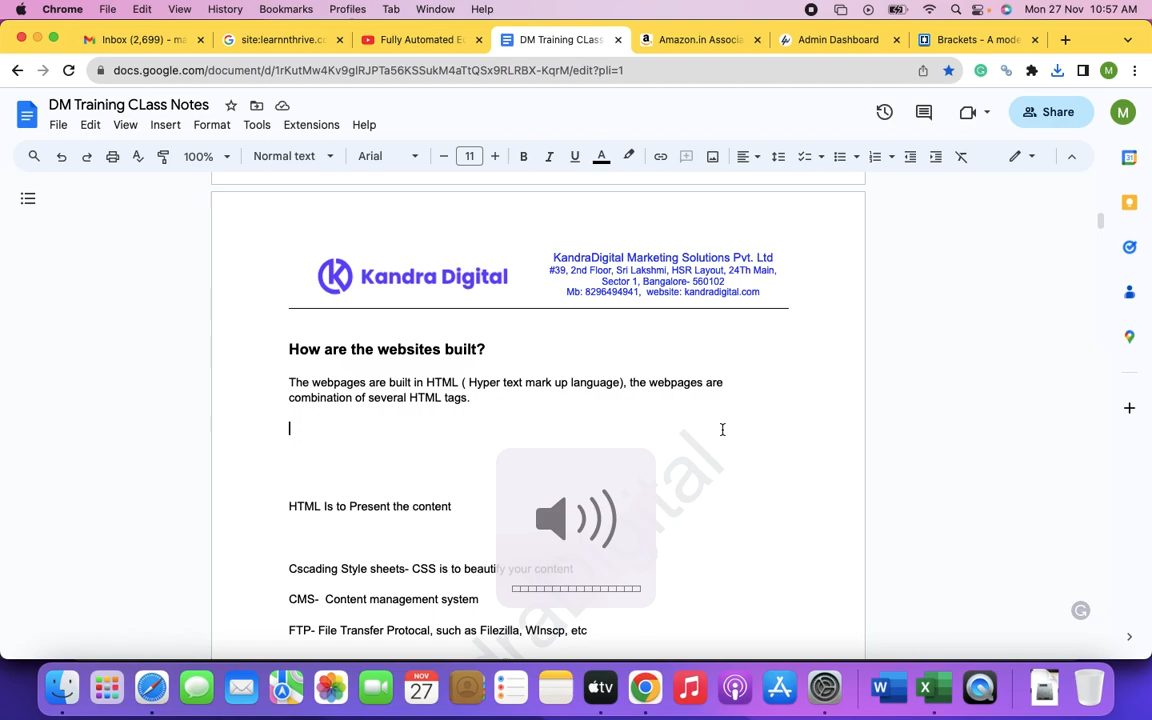 Chrome File Edit View History Bookmarks Profiles Tab Window Help Mon 27 Nov 10:57 AM
Inbox (2,699) - ma site:learnnthrive.c Fully Automated E DM Training CLass Amazon.in Associa Admin Dashboard Brackets - A mode
docs.google.com/document/d/1rKutMw4Kv9glRJPTa56KSSukM4aTtQSx9RLRBX-KqrM/edit?pli=1 M
DM Training CLass Notes
Share M
File Edit View Insert Format Tools Extensions Help
100% Normal text Arial 11 B I U A
31
Kandra Digital
KandraDigital Marketing Solutions Pvt. Ltd
#39, 2nd Floor, Sri Lakshmi, HSR Layout, 24Th Main,
Sector 1, Bangalore- 560102
Mb: 8296494941, website: kandradigital.com
How are the websites built?
The webpages are built in HTML ( Hyper text mark up language), the webpages are
combination of several HTML tags.
HTML Is to Present the content
Cscading Style sheets- CSS is to beautify your content
CMS- Content management system
FTP- File Transfer Protocal, such as Filezilla, WInscp, etc
NOV
27
tv
W
X